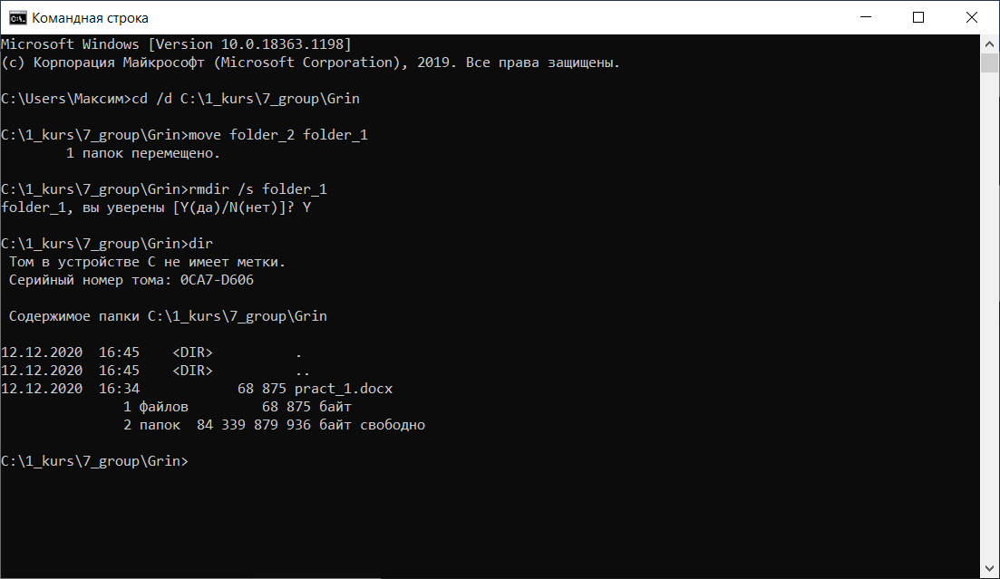 Командная строка
Microsoft Windows [Version 10.0.18363.1198]
(c) Корпорация Майкрософт (Microsoft Corporation), 2019. Все права защищены.
C:\Users\Максим>cd /d C:\1_kurs\7_group\Grin
C:\1_kurs\7_group\Grin>move folder_2 folder_1
        1 папок перемещено.
C:\1_kurs\7_group\Grin>rmdir /s folder_1
folder_1, вы уверены [Y(да)/N(нет)]? Y
C:\1_kurs\7_group\Grin>dir
 Том в устройстве C не имеет метки.
 Серийный номер тома: 0CA7-D606
 Содержимое папки C:\1_kurs\7_group\Grin
12.12.2020  16:45    <DIR>          .
12.12.2020  16:45    <DIR>          ..
12.12.2020  16:34            68 875 pract_1.docx
               1 файлов         68 875 байт
               2 папок  84 339 879 936 байт свободно
C:\1_kurs\7_group\Grin>